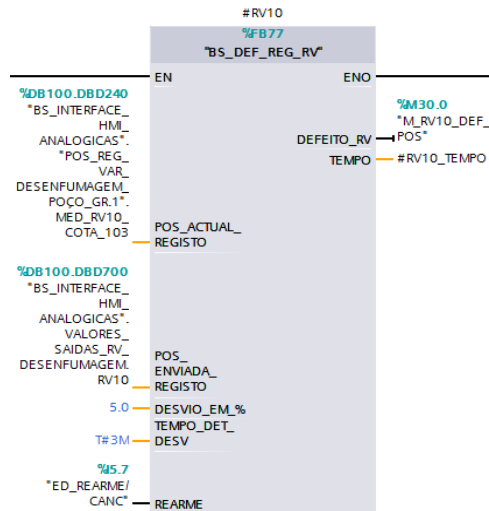 #RV10
%FB77
"BS_DEF_REG_RV"
EN
ENO
%DB100.DBD240
"BS_INTERFACE_
HMI_
ANALOGICAS".
"POS_REG_
VAR_
DESENFUMAGEM_
POÇO_GR.1".
MED_RV10_
COTA_103
POS_ACTUAL_
REGISTO
%M30.0
"M_RV10_DEF_
POS"
DEFEITO_RV
TEMPO
#RV10_TEMPO
%DB100.DBD700
"BS_INTERFACE_
HMI_
ANALOGICAS".
VALORES_
SAIDAS_RV_
DESENFUMAGEM.
RV10
POS_
ENVIADA_
REGISTO
5.0
DESVIO_EM_%
T#3M
TEMPO_DET_
DESV
%I5.7
"ED_REARME/
CANC"
REARME